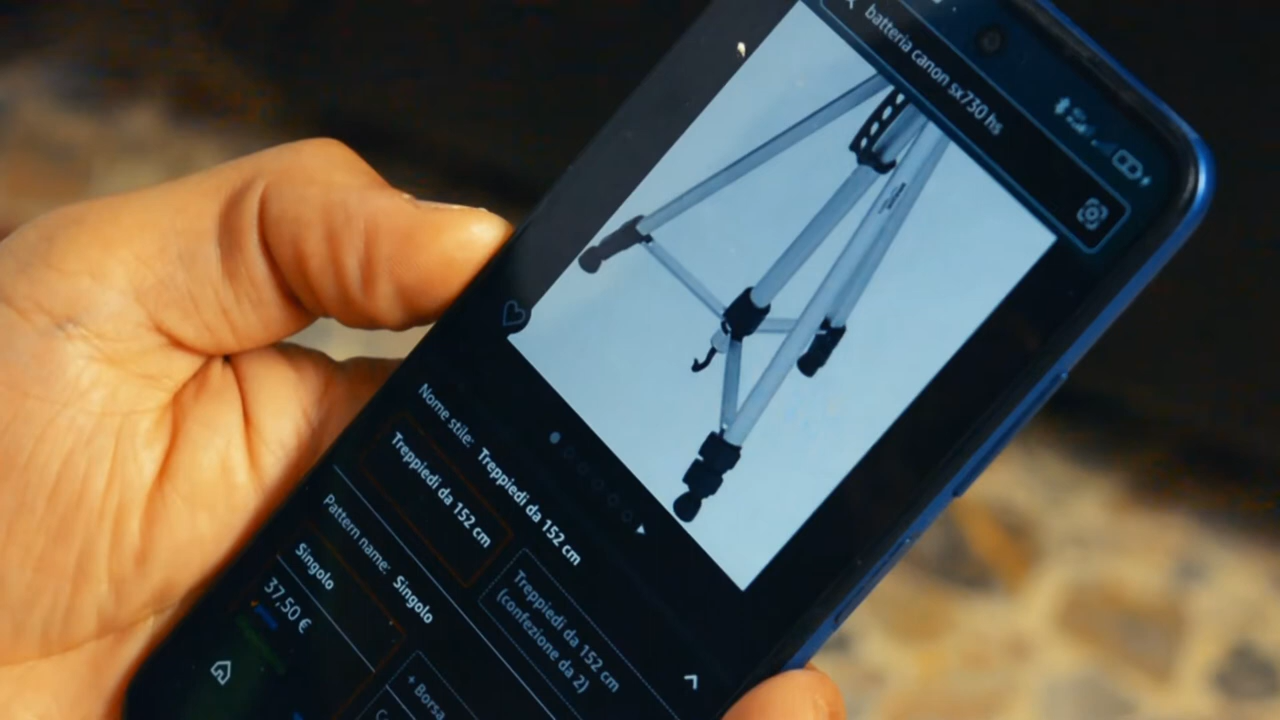 batteria canon sx730 hs
Nome stile: Treppiedi da 152 cm
Treppiedi da 152 cm
Treppiedi da 152 cm
(confezione da 2)
Pattern name: Singolo
Singolo
37,50 €
+ Borsa